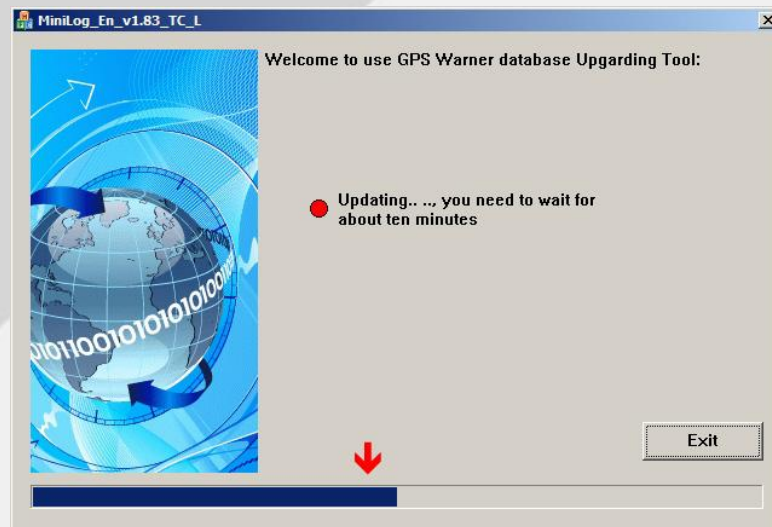 MiniLog_En_v1.83_TC_L
Welcome to use GPS Warner database Upgarding Tool:
Updating.. .., you need to wait for
about ten minutes
01011001010101010011
Exit